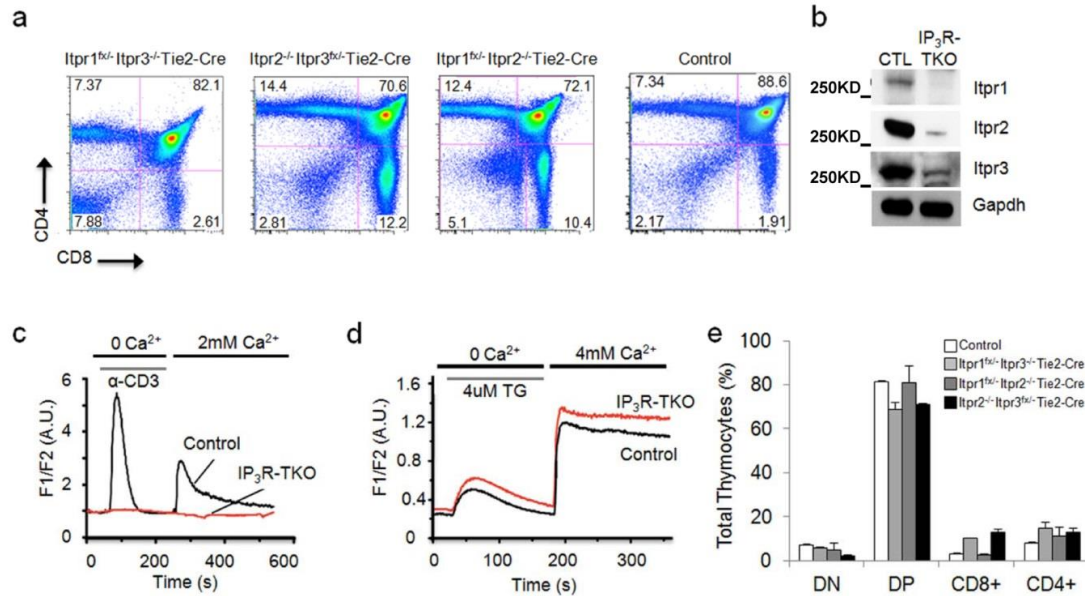 a
Itpr1fx/- Itpr3-/-Tie2-Cre
Itpr2-/- Itpr3fx/-Tie2-Cre
Itpr1fx/- Itpr2-/-Tie2-Cre
Control
7.37 82.1
7.88 2.61
14.4 70.6
2.81 12.2
12.4 72.1
5.1 10.4
7.34 88.6
2.17 1.91
CD4
CD8
b
CTL IP3R-TKO
250KD Itpr1
250KD Itpr2
250KD Itpr3
Gapdh
c
0 Ca2+ 2mM Ca2+
α-CD3
Control
IP3R-TKO
F1/F2 (A.U.)
6
4
2
0
0 200 400 600
Time (s)
d
0 Ca2+ 4mM Ca2+
4uM TG
IP3R-TKO
Control
F1/F2 (A.U.)
1.6
1.2
0.8
0.4
0
0 100 200 300
Time (s)
e
Control
Itpr1fx/- Itpr3-/-Tie2-Cre
Itpr1fx/- Itpr2-/-Tie2-Cre
Itpr2-/- Itpr3fx/-Tie2-Cre
Total Thymocytes (%)
100
80
60
40
20
0
DN DP CD8+ CD4+